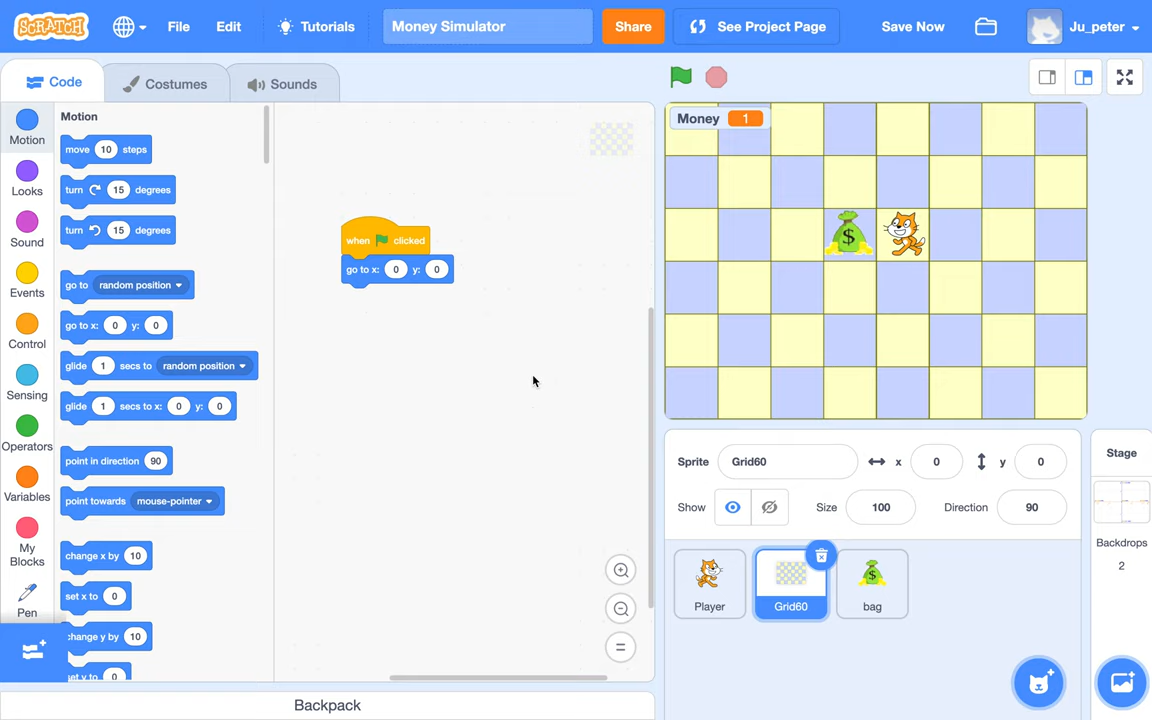 SCRATCH
File
Edit
Tutorials
Money Simulator
Share
See Project Page
Save Now
Ju_peter
Code
Costumes
Sounds
Motion
Looks
Sound
Events
Control
Sensing
Operators
Variables
My
Blocks
Pen
Motion
move 10 steps
turn 15 degrees
turn 15 degrees
go to random position
go to x: 0 y: 0
glide 1 secs to random position
glide 1 secs to x: 0 y: 0
point in direction 90
point towards mouse-pointer
change x by 10
set x to 0
change y by 10
set y to 0
when clicked
go to x: 0 y: 0
Backpack
Money 1
$
Sprite Grid60 x 0 y 0
Show Size 100 Direction 90
Player
Grid60
bag
Stage
Backdrops
2